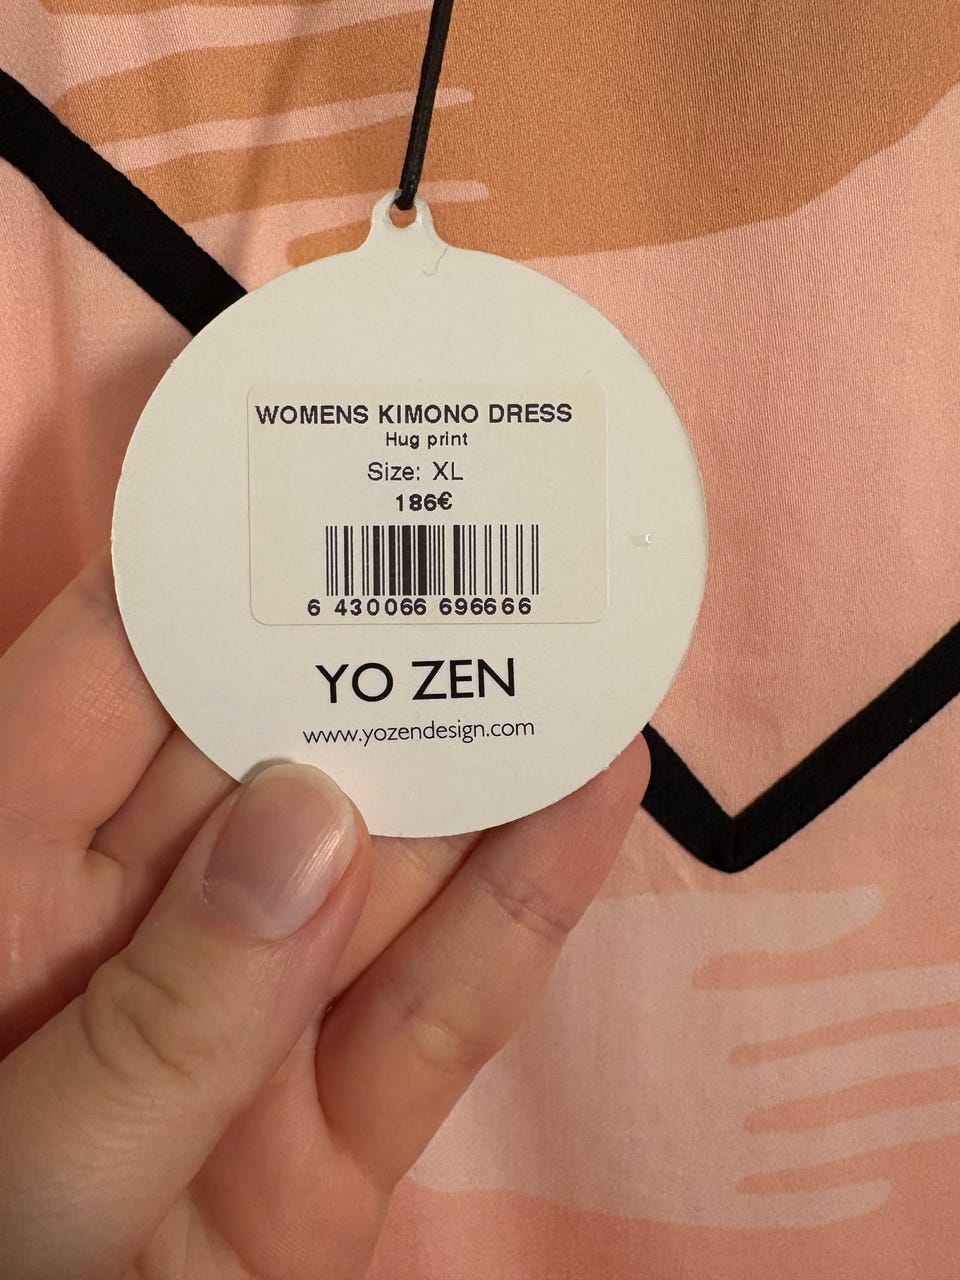 WOMENS KIMONO DRESS
Hug print
Size: XL
186€
6 430066 696666
YO ZEN
www.yozendesign.com